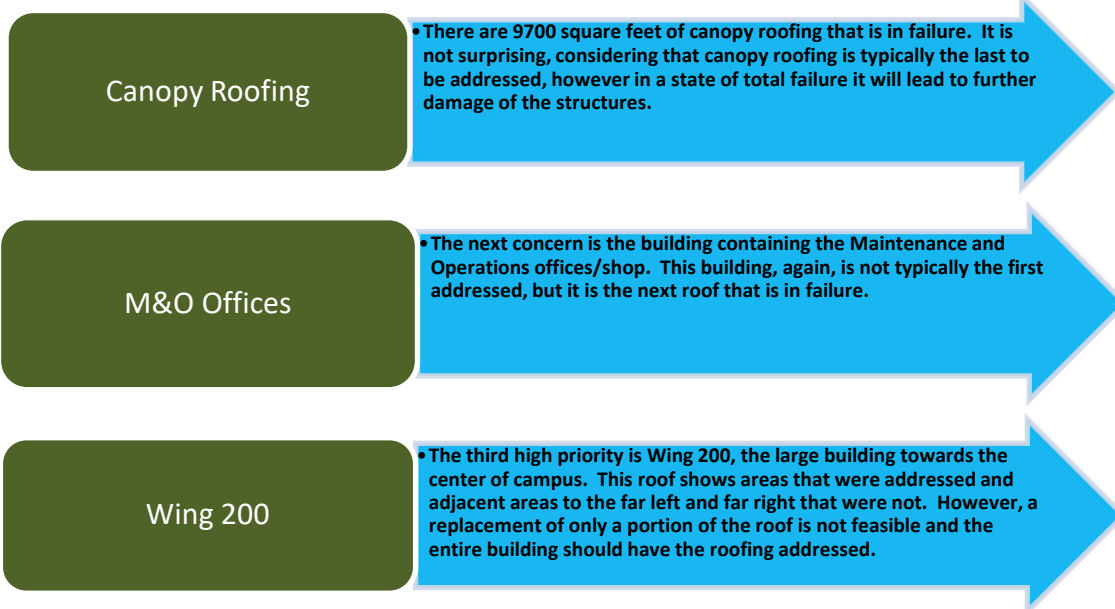 Canopy Roofing
•There are 9700 square feet of canopy roofing that is in failure.  It is
not surprising, considering that canopy roofing is typically the last to
be addressed, however in a state of total failure it will lead to further
damage of the structures.
M&O Offices
•The next concern is the building containing the Maintenance and
Operations offices/shop.  This building, again, is not typically the first
addressed, but it is the next roof that is in failure.
Wing 200
•The third high priority is Wing 200, the large building towards the
center of campus.  This roof shows areas that were addressed and
adjacent areas to the far left and far right that were not.  However, a
replacement of only a portion of the roof is not feasible and the
entire building should have the roofing addressed.